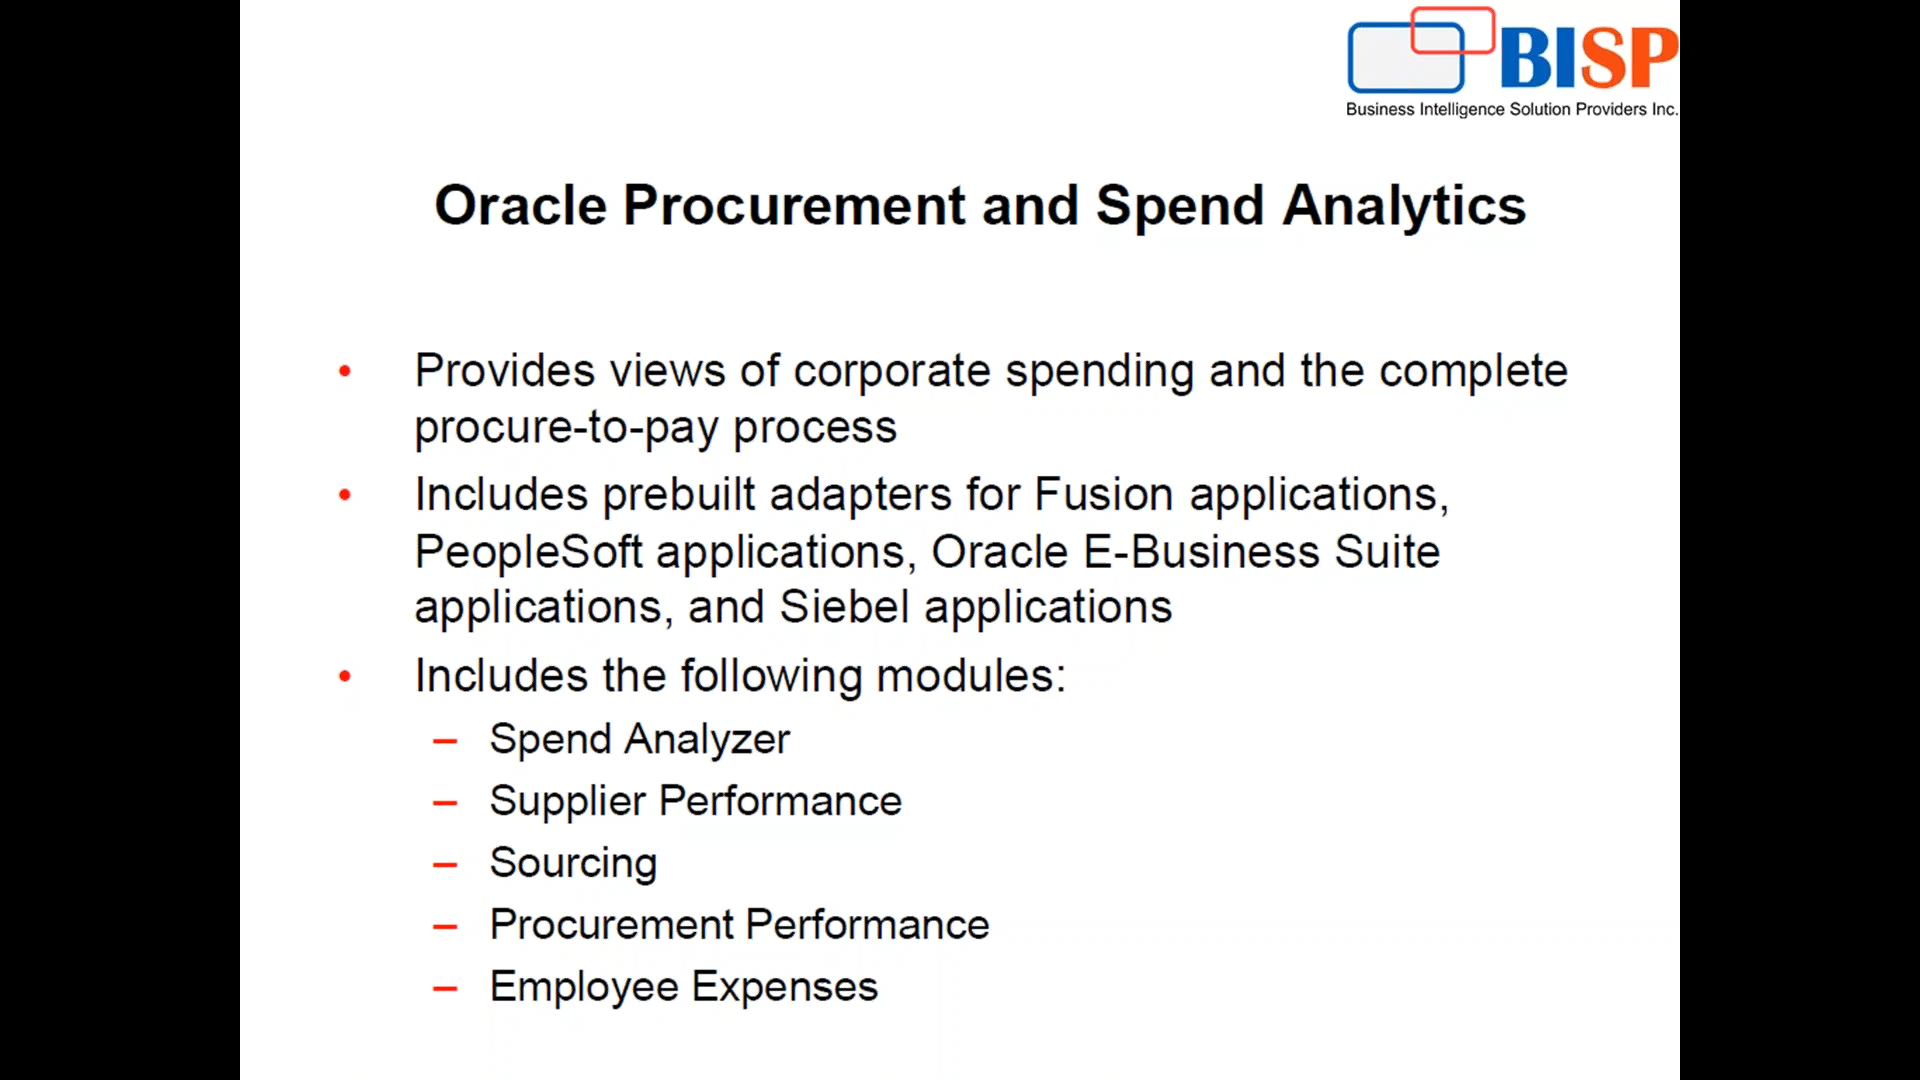 BISP
Business Intelligence Solution Providers Inc.
Oracle Procurement and Spend Analytics
• Provides views of corporate spending and the complete
procure-to-pay process
• Includes prebuilt adapters for Fusion applications,
PeopleSoft applications, Oracle E-Business Suite
applications, and Siebel applications
• Includes the following modules:
– Spend Analyzer
– Supplier Performance
– Sourcing
– Procurement Performance
– Employee Expenses